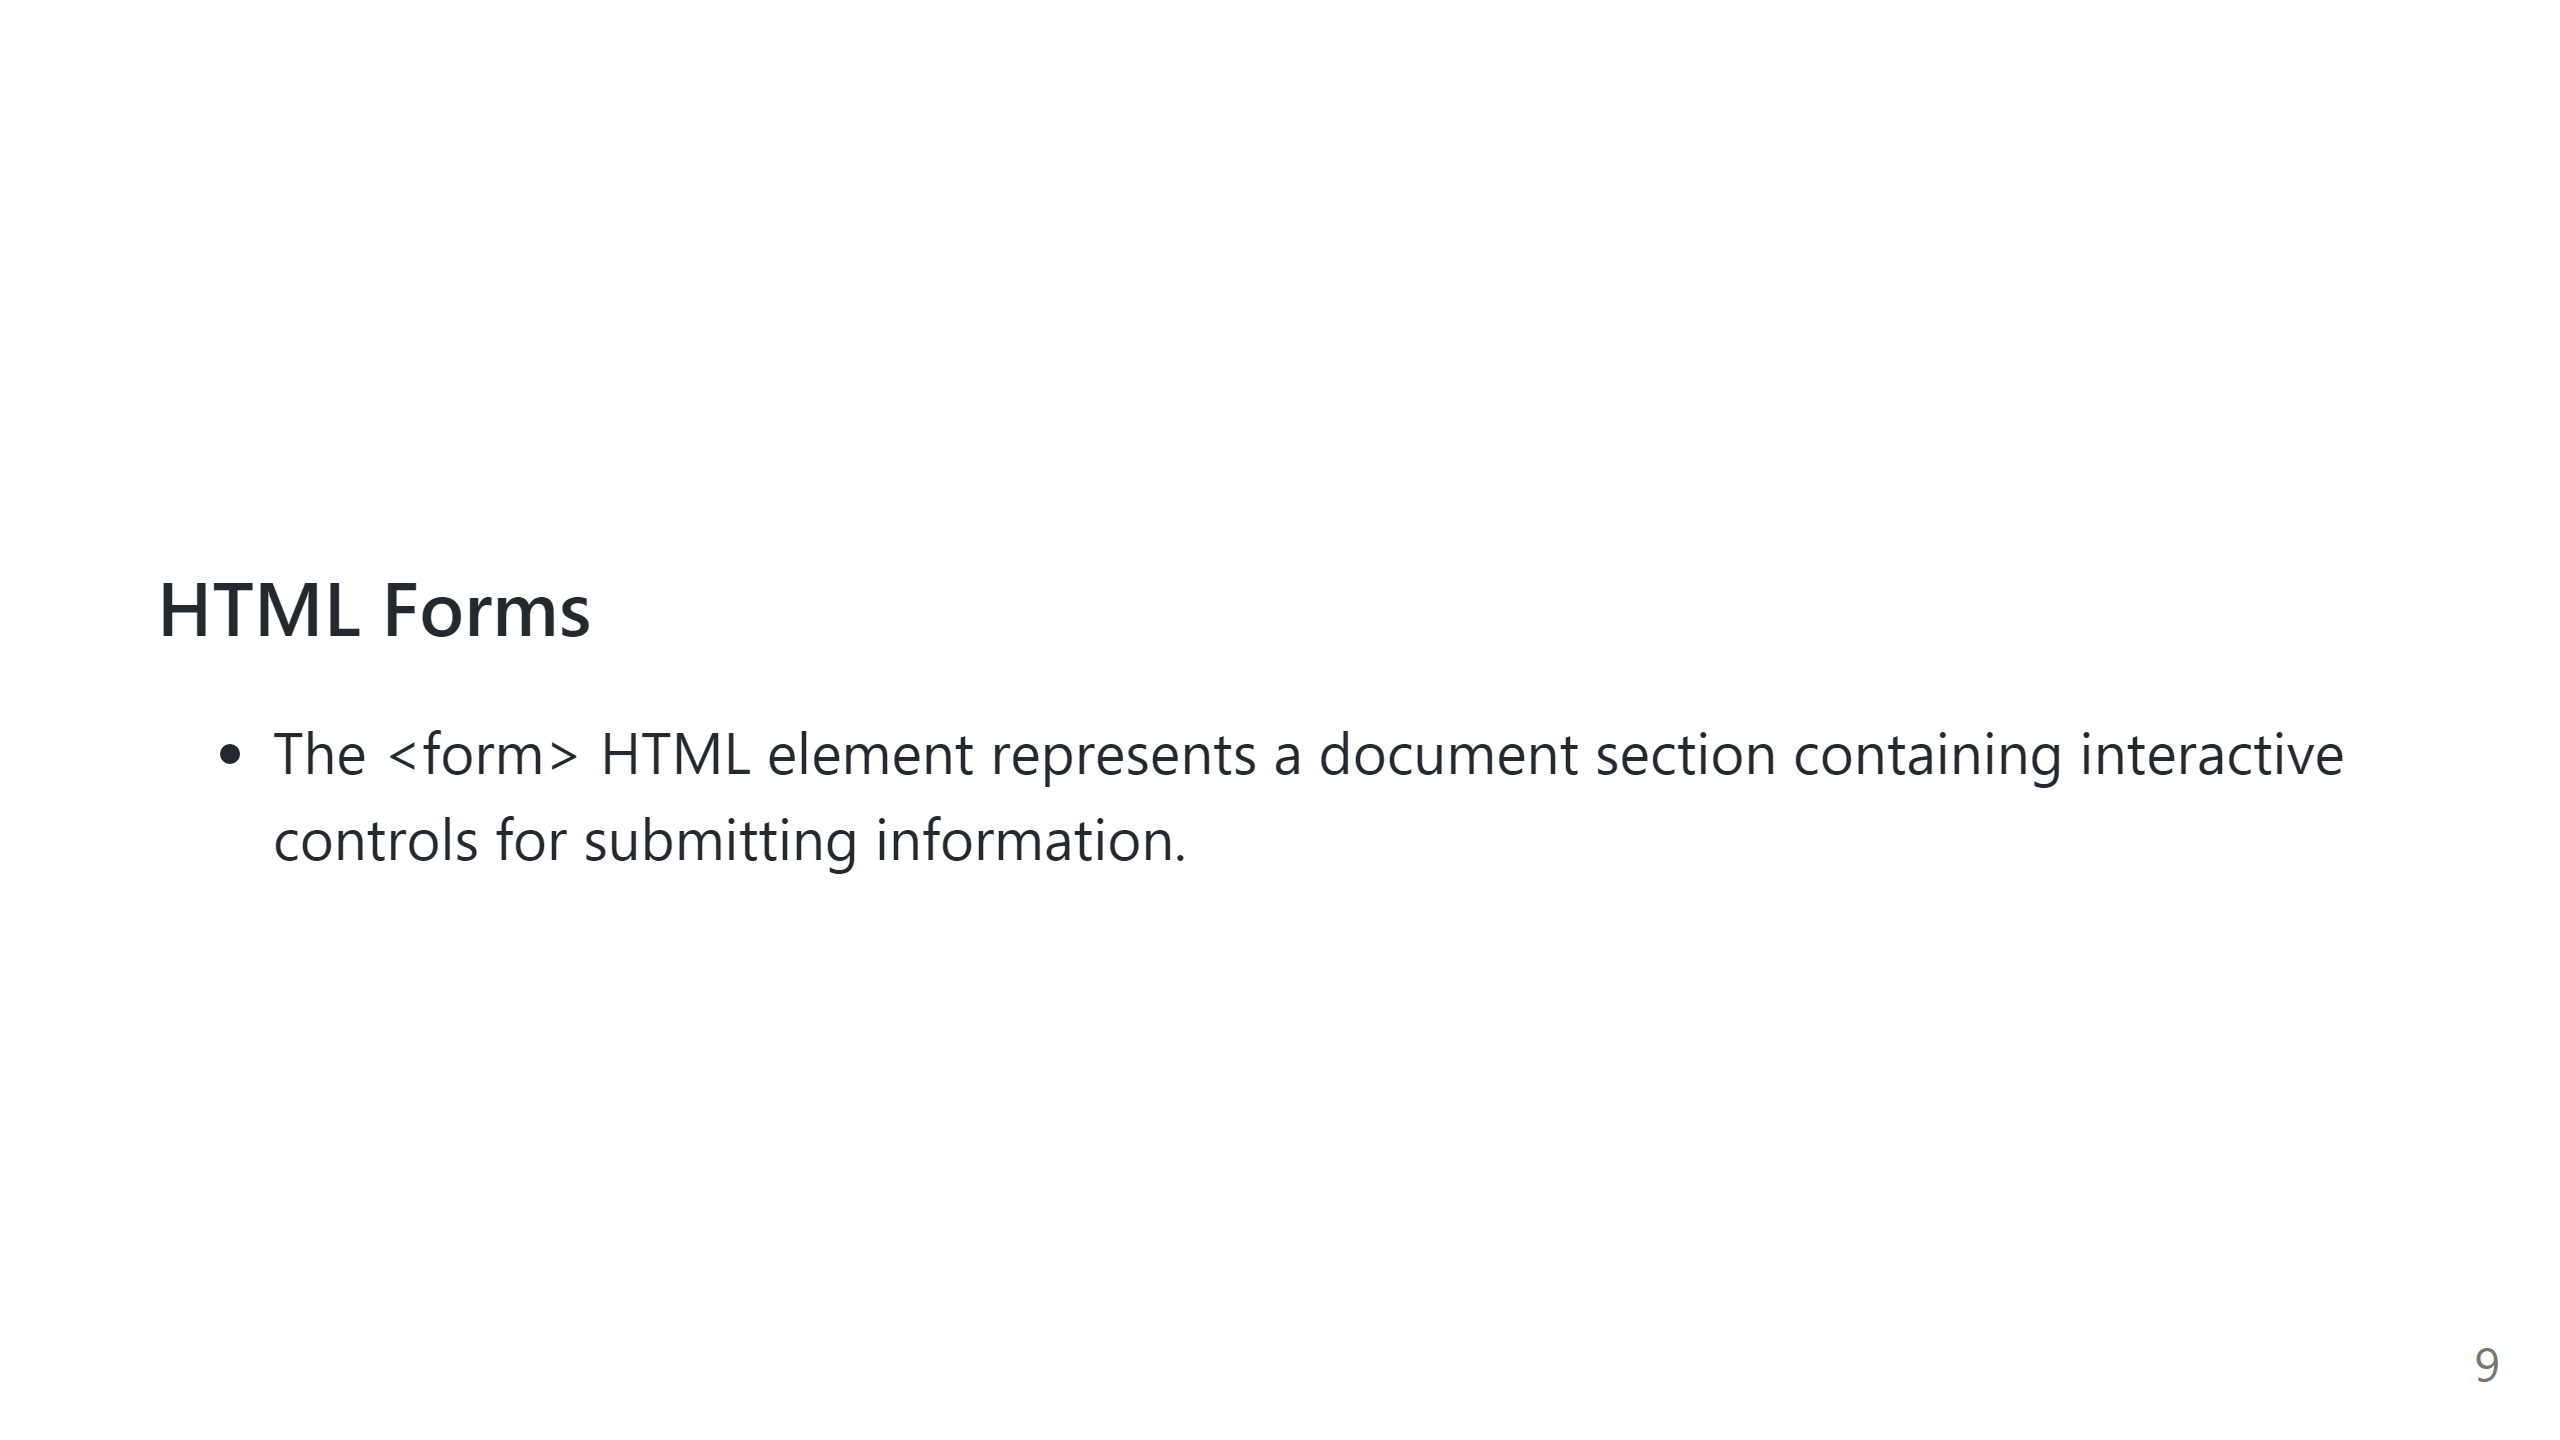 HTML Forms
• The <form> HTML element represents a document section containing interactive
controls for submitting information.
9